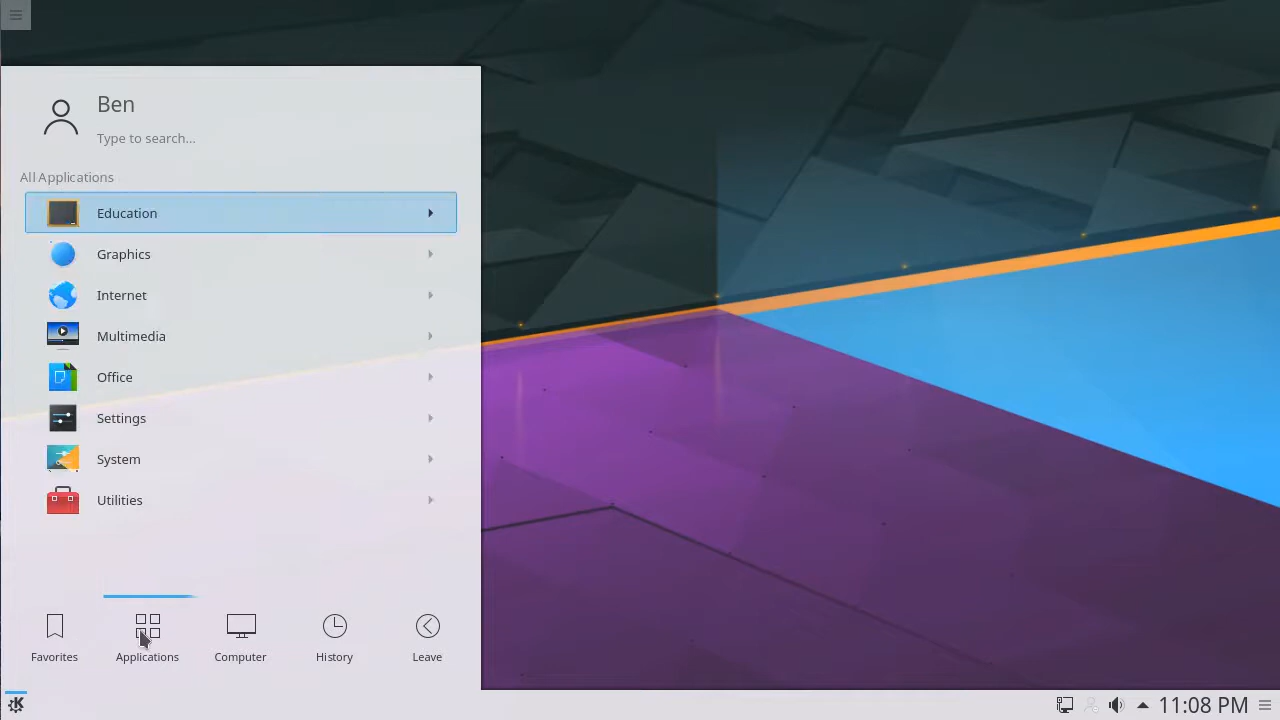 Ben
Type to search...
All Applications
Education
Graphics
Internet
Multimedia
Office
Settings
System
Utilities
Favorites
Applications
Computer
History
Leave
11:08 PM